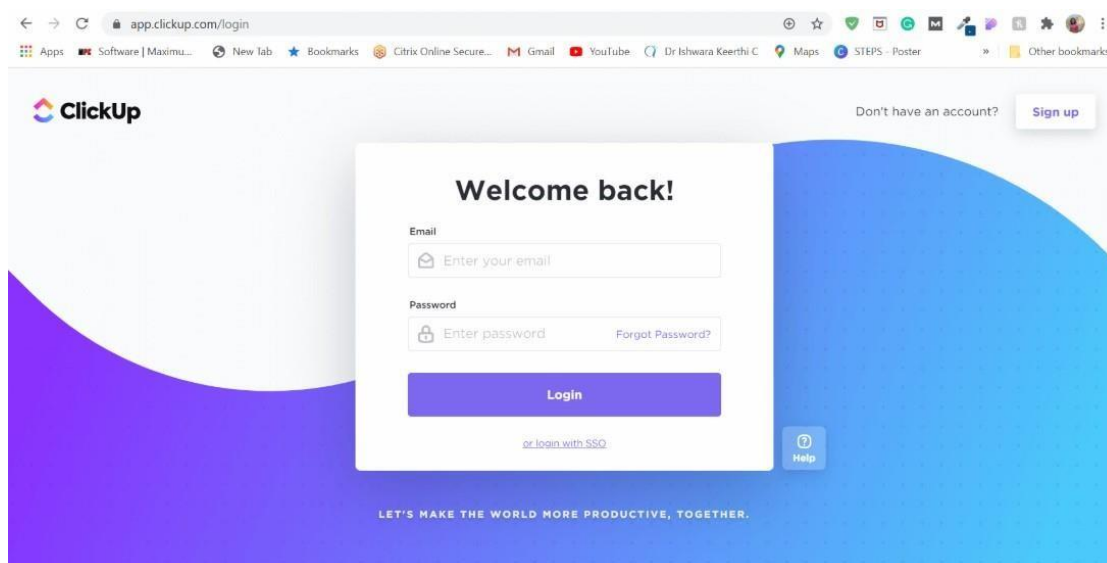 app.clickup.com/login
Apps Software | Maximu... New Tab Bookmarks Citrix Online Secure... Gmail YouTube Dr Ishwara Keerthi C Maps STEPS - Poster » Other bookmarks
ClickUp
Don't have an account? Sign up
Welcome back!
Email
Enter your email
Password
Enter password Forgot Password?
Login
or login with SSO
Help
LET'S MAKE THE WORLD MORE PRODUCTIVE, TOGETHER.